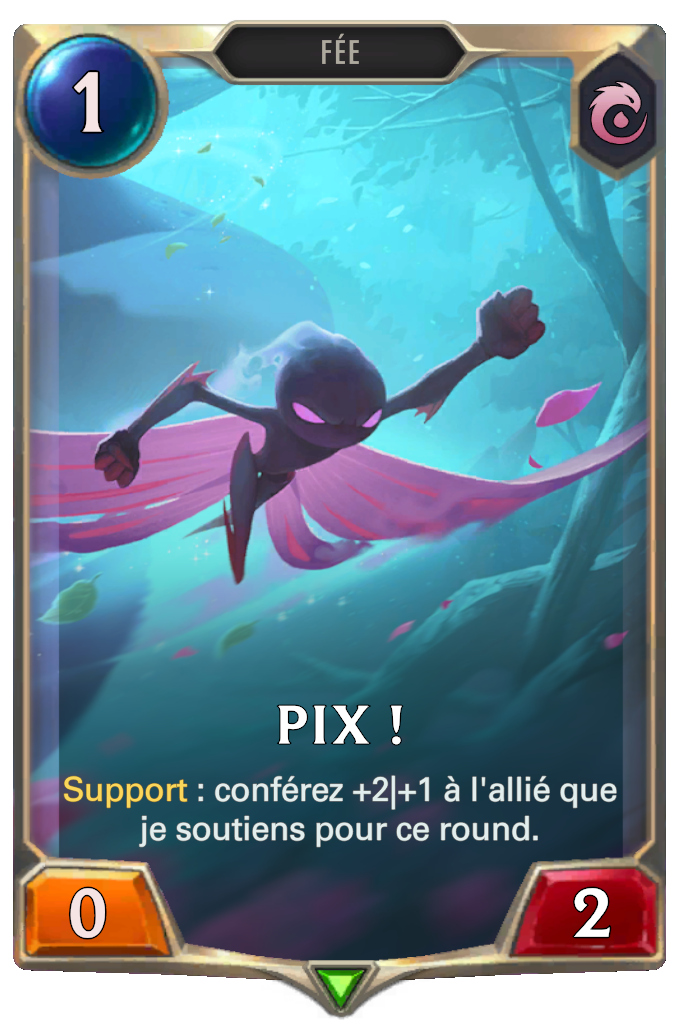 FÉE
1
PIX !
Support : conférez +2|+1 à l'allié que
je soutiens pour ce round.
0
2